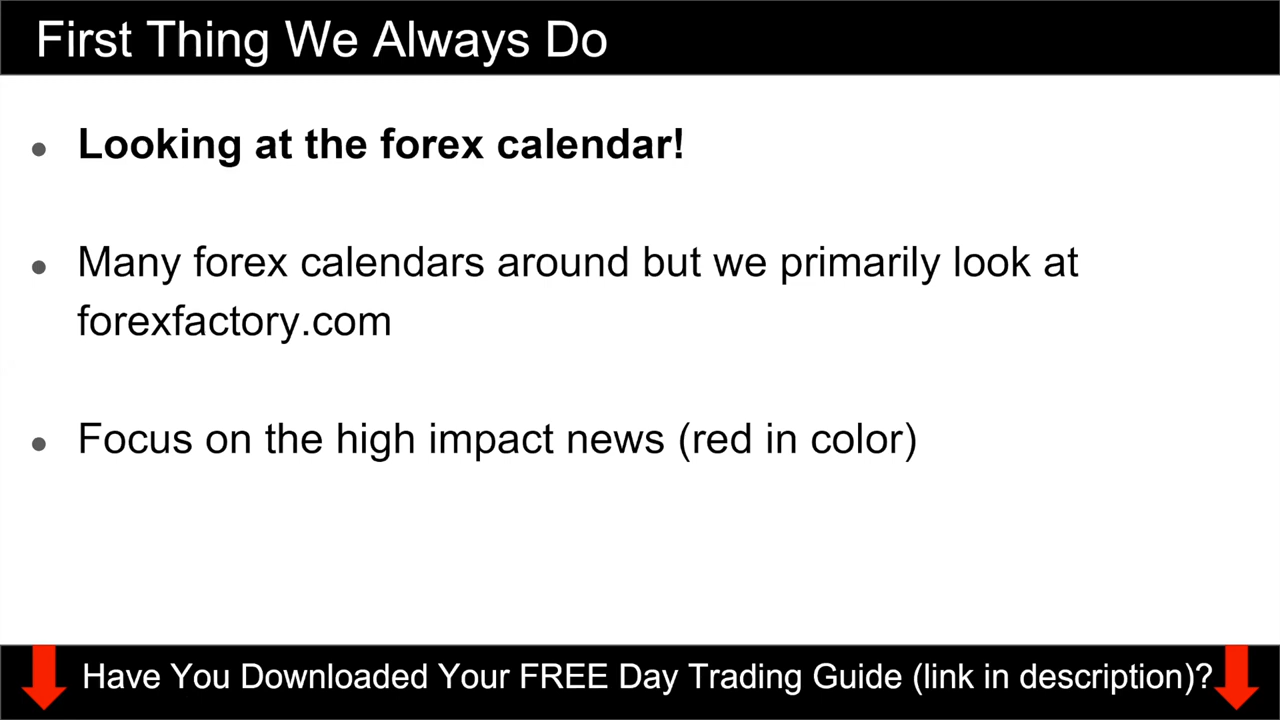 First Thing We Always Do
• Looking at the forex calendar!
• Many forex calendars around but we primarily look at
forexfactory.com
• Focus on the high impact news (red in color)
Have You Downloaded Your FREE Day Trading Guide (link in description)?